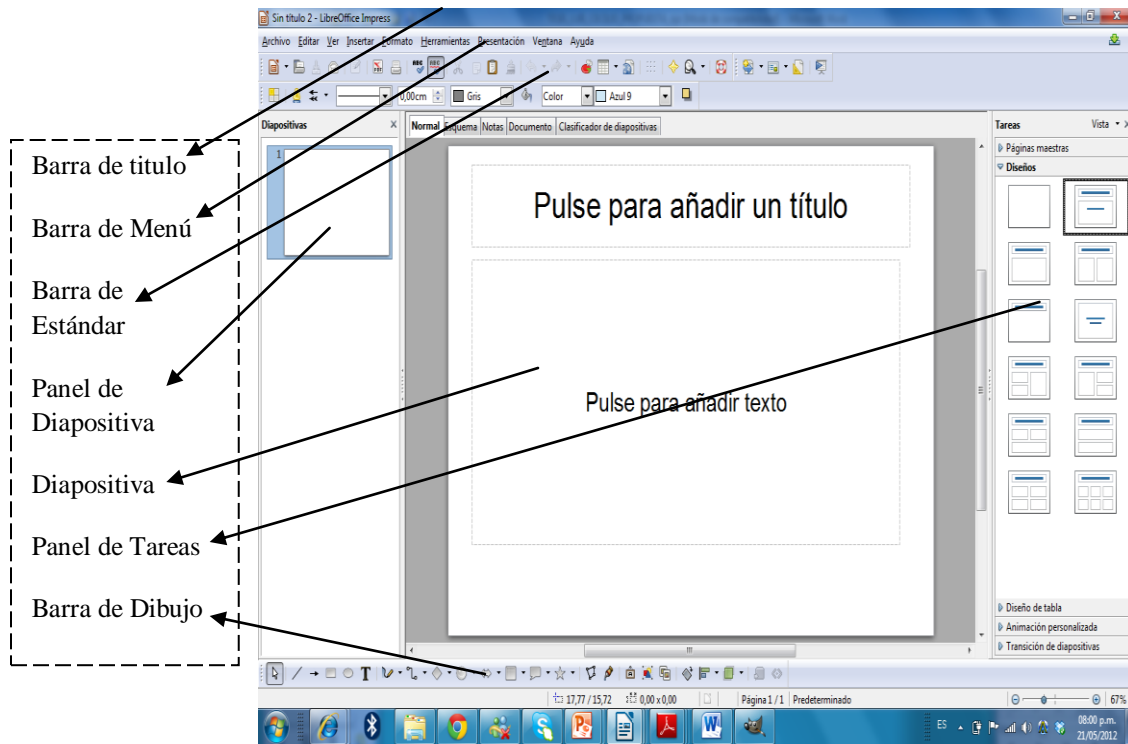 Sin título 2 - LibreOffice Impress
Archivo Editar Ver Insertar Formato Herramientas Presentación Ventana Ayuda
0,00cm Gris Color Azul 9
Diapositivas Normal Esquema Notas Documento Clasificador de diapositivas Tareas Vista
Páginas maestras
Diseños
1
Pulse para añadir un título
Pulse para añadir texto
Barra de titulo
Barra de Menú
Barra de
Estándar
Panel de
Diapositiva
Diapositiva
Panel de Tareas
Barra de Dibujo
Diseño de tabla
Animación personalizada
Transición de diapositivas
17,77 / 15,72 0,00 x 0,00 Página 1 / 1 Predeterminado 67%
ES 08:00 p.m.
21/05/2012